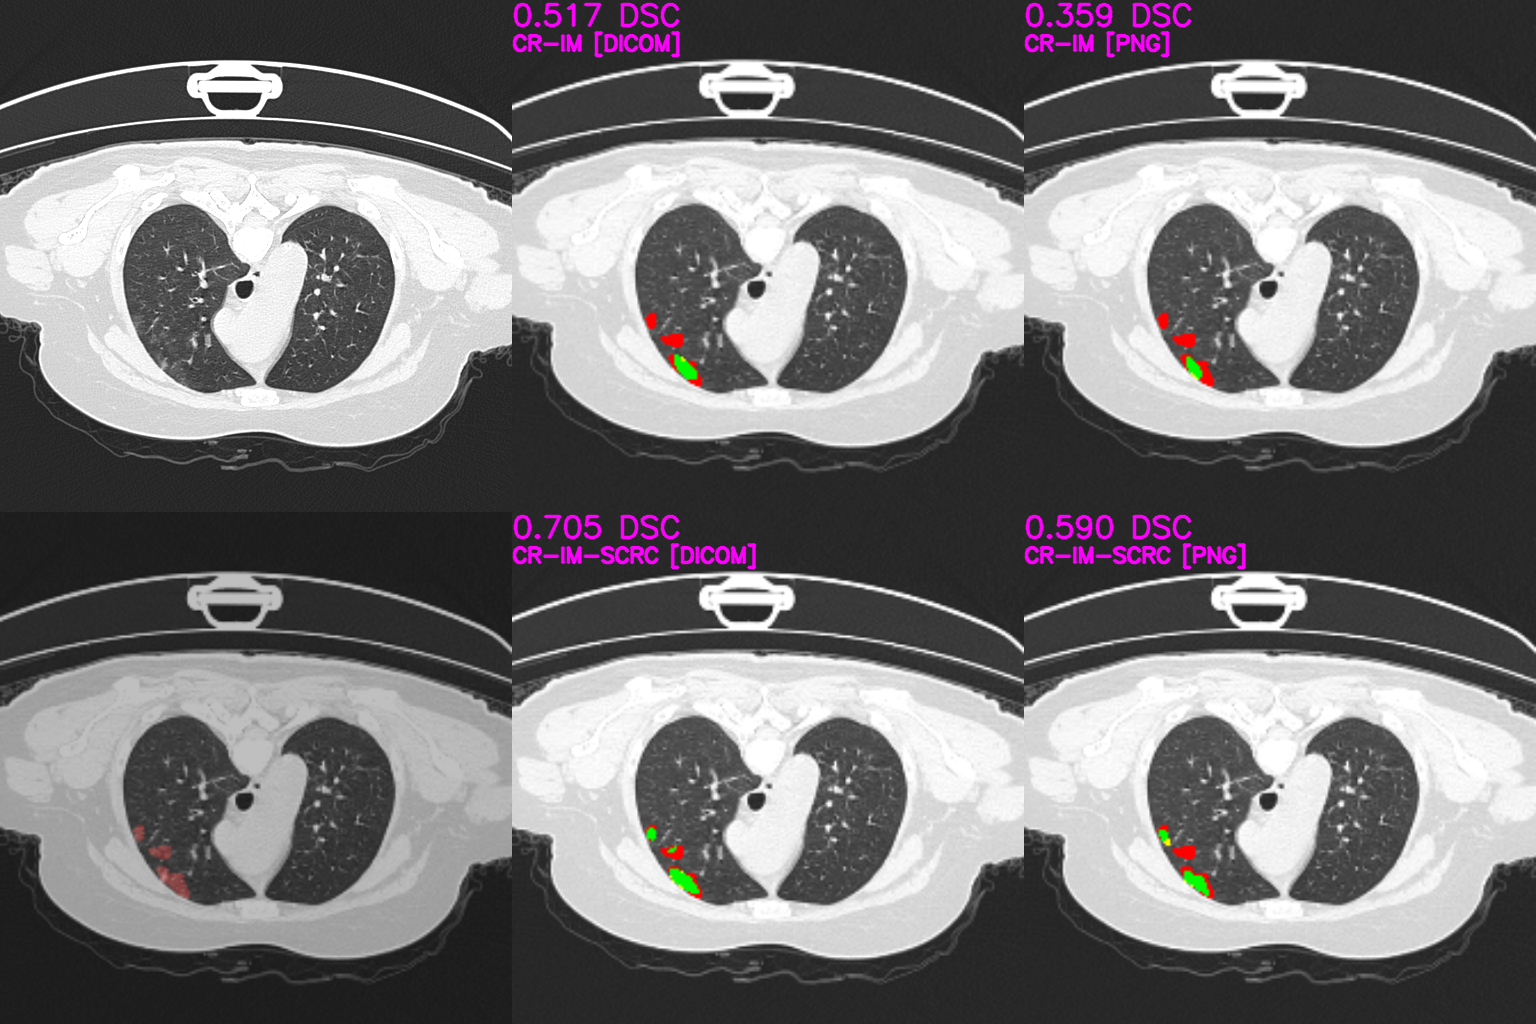 0.517 DSC
CR-IM [DICOM]
0.359 DSC
CR-IM [PNG]
0.705 DSC
CR-IM-SCRC [DICOM]
0.590 DSC
CR-IM-SCRC [PNG]